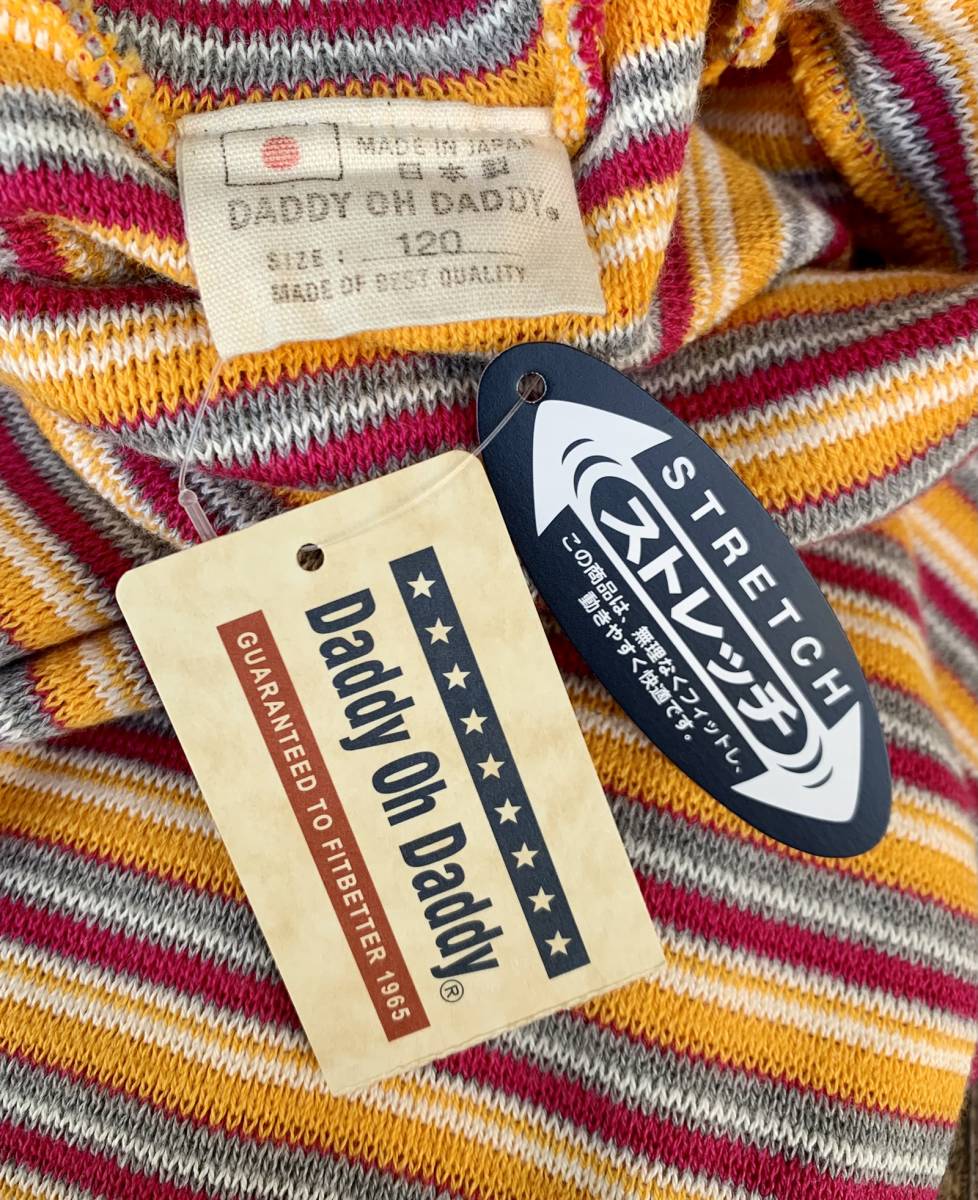 MADE IN JAPAN
日本製
DADDY OH DADDY.
SIZE : 120
MADE OF BEST QUALITY
STRETCH
ストレッチ
この商品は、無理なくフィットし、
動きやすく快適です。
Daddy Oh Daddy®
GUARANTEED TO FITBETTER 1965